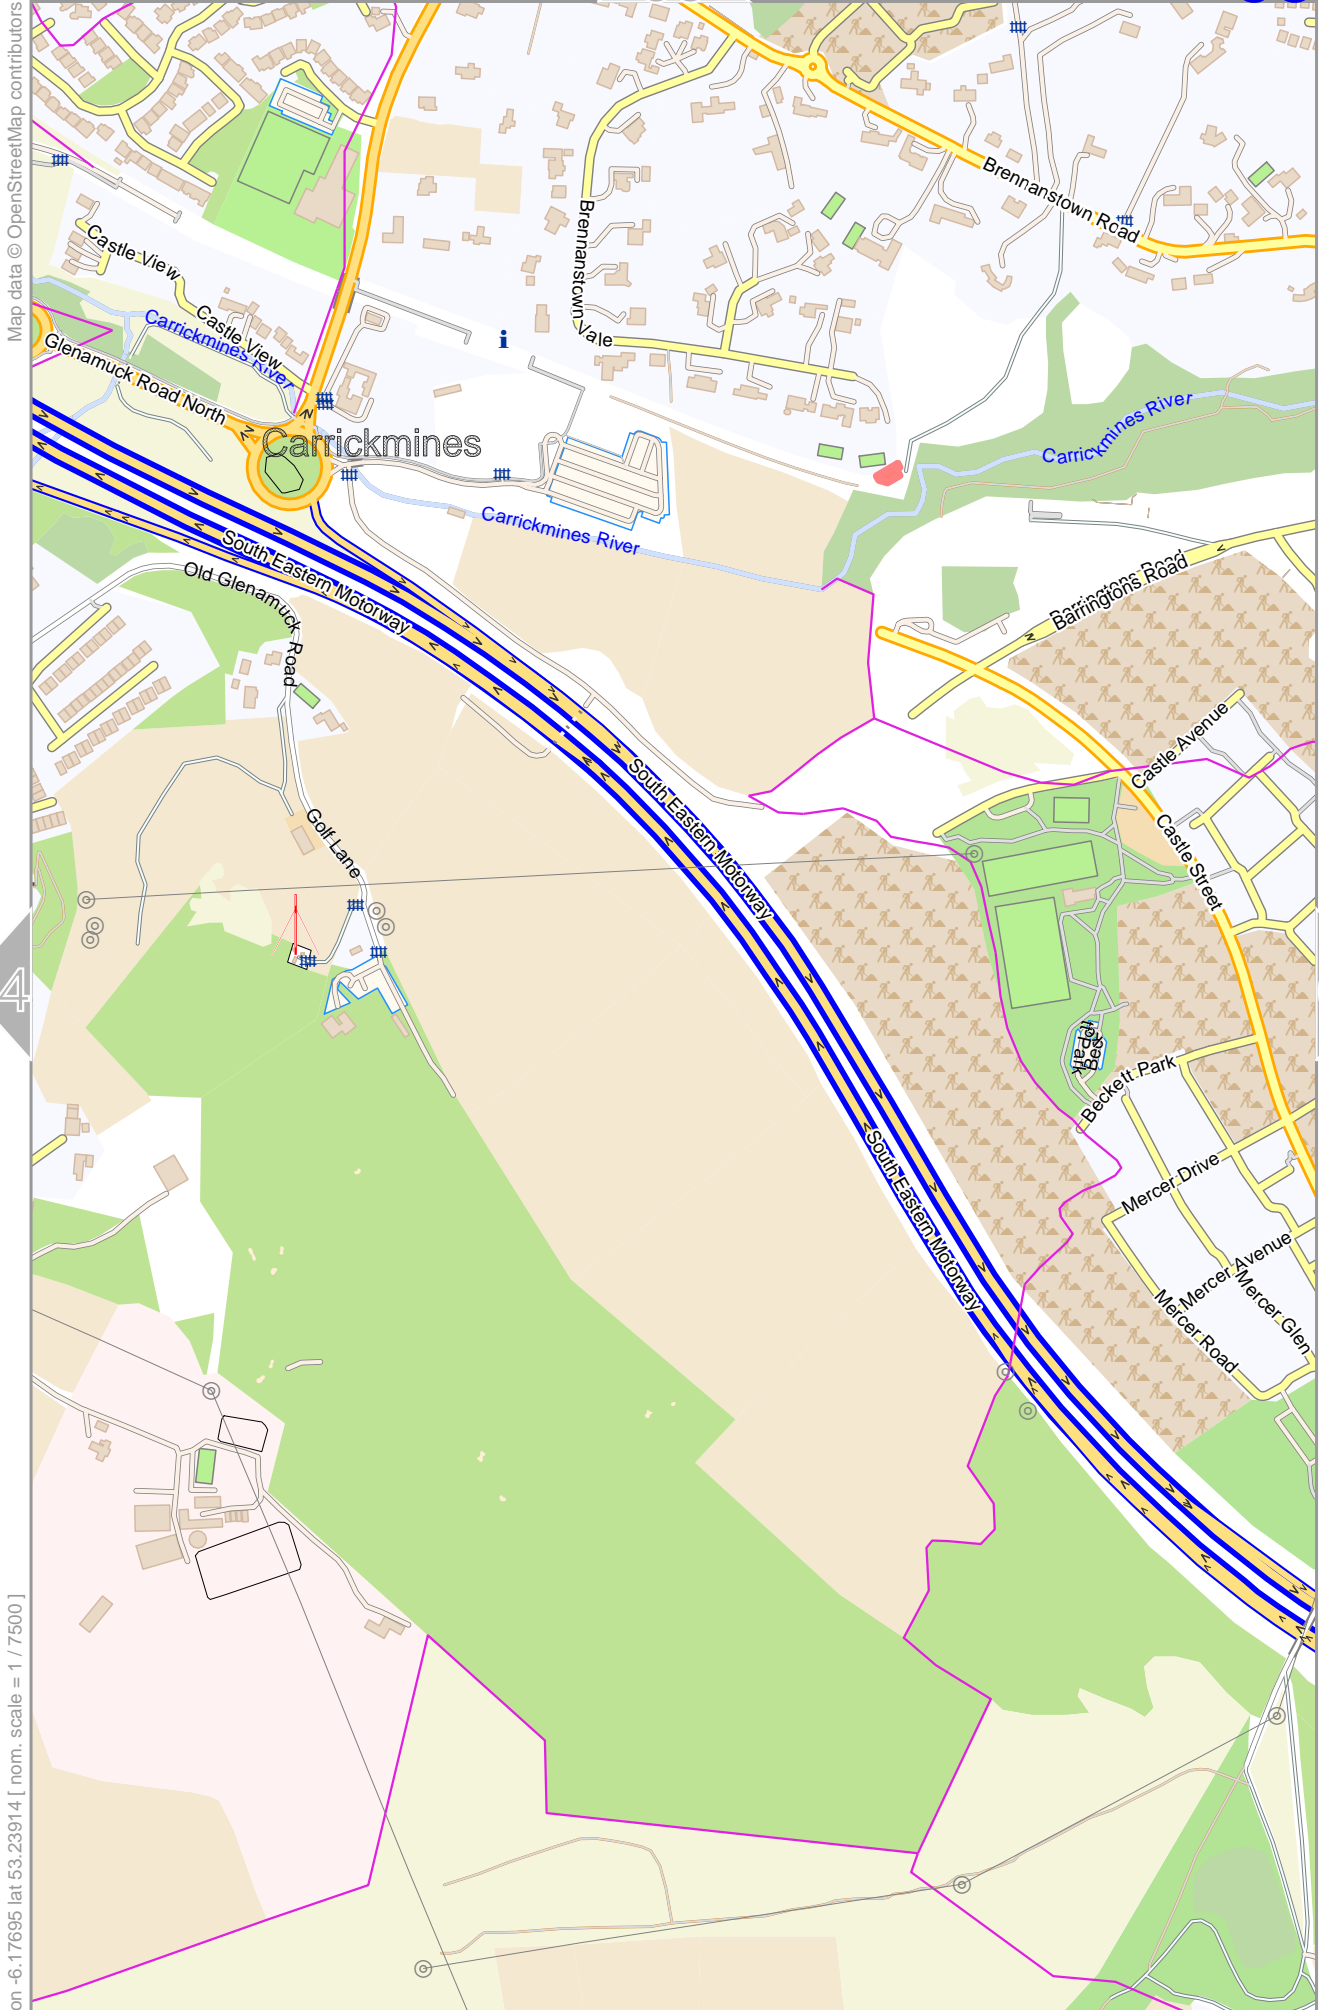 Map data © OpenStreetMap contributors
Brennanstown Road
Brennanstown Vale
Castle View
Castle View
Carrickmines River
Glenamuck Road North
Carrickmines
Carrickmines River
Carrickmines River
South Eastern Motorway
Old Glenamuck Road
Barringtons Road
Barringtons Road
Castle Avenue
South Eastern Motorway
Castle Street
Golf Lane
4
Beckett Park
Mercer Drive
South Eastern Motorway
Mercer Avenue
Mercer Glen
Mercer Road
on -6.17695 lat 53.23914 [ nom. scale = 1 / 7500 ]